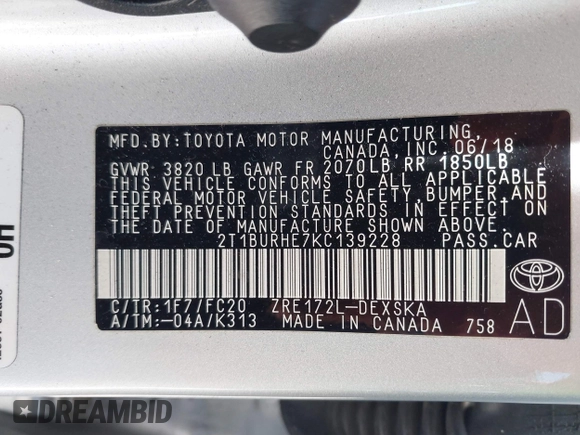 MFD. BY: TOYOTA MOTOR MANUFACTURING,
CANADA, INC. 06/18
GVWR 3820 LB GAWR FR 2070LB, RR 1850LB
THIS VEHICLE CONFORMS TO ALL APPLICABLE
FEDERAL MOTOR VEHICLE SAFETY, BUMPER, AND
THEFT PREVENTION STANDARDS IN EFFECT ON
THE DATE OF MANUFACTURE SHOWN ABOVE.
2T1BURHE7KC139228 PASS. CAR
C/TR: 1F7/FC20 ZRE172L-DEXSKA
A/TM: -04A/K313 MADE IN CANADA 758
TOYOTA
AD
DREAMBID